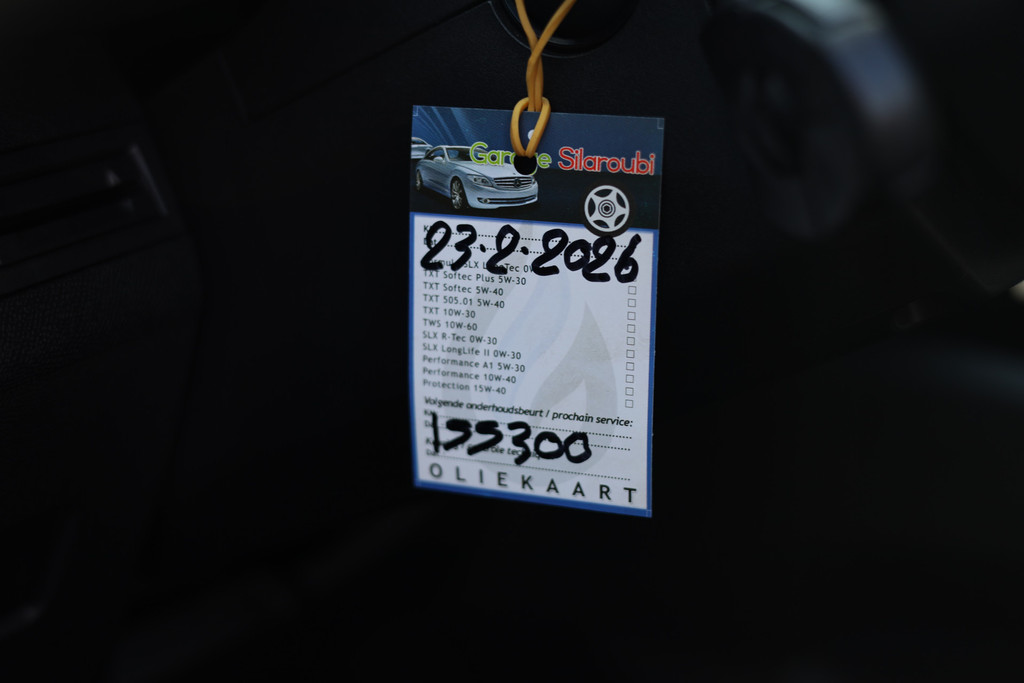 Garage Silaroubi
23-2-2026
TXT Softec Plus 5W-30
TXT Softec 5W-40
TXT 505.01 5W-40
TXT 10W-30
TWS 10W-60
SLX R-Tec 0W-30
SLX LongLife II 0W-30
Performance A1 5W-30
Performance 10W-40
Protection 15W-40
Volgende onderhoudsbeurt / prochain service:
155300
OLIEKAART